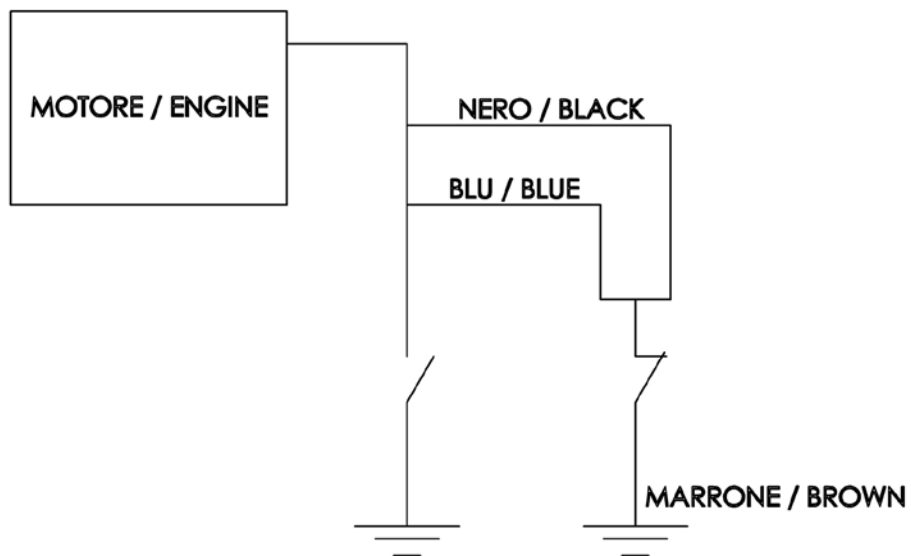 MOTORE / ENGINE
NERO / BLACK
BLU / BLUE
MARRONE / BROWN